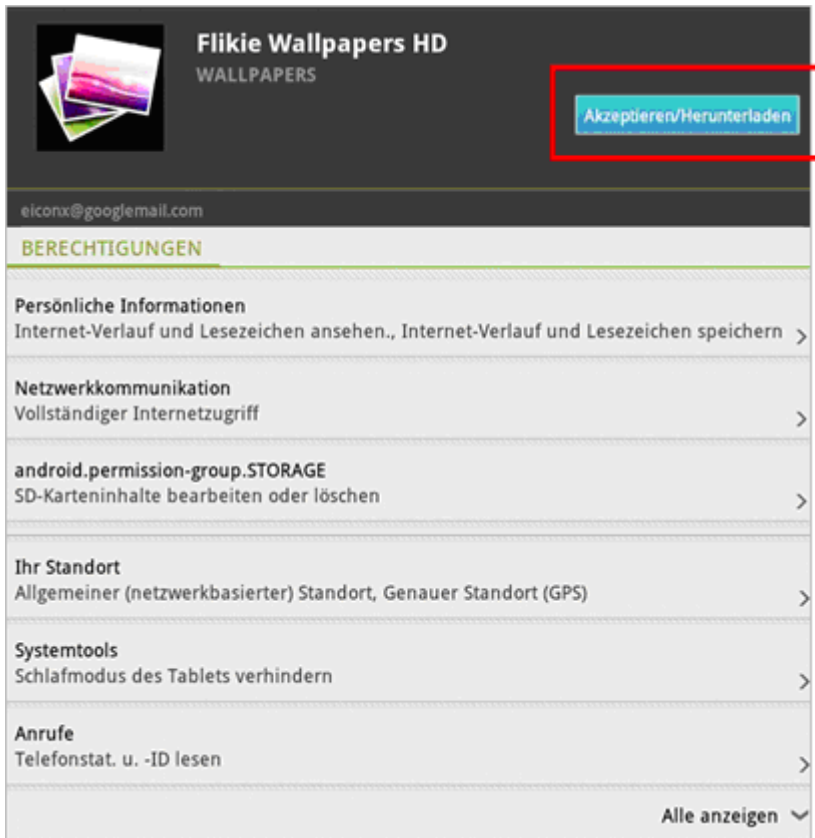 Flikie Wallpapers HD
WALLPAPERS
Akzeptieren/Herunterladen
eiconx@googlemail.com
BERECHTIGUNGEN
Persönliche Informationen
Internet-Verlauf und Lesezeichen ansehen., Internet-Verlauf und Lesezeichen speichern
Netzwerkkommunikation
Vollständiger Internetzugriff
android.permission-group.STORAGE
SD-Karteninhalte bearbeiten oder löschen
Ihr Standort
Allgemeiner (netzwerkbasierter) Standort, Genauer Standort (GPS)
Systemtools
Schlafmodus des Tablets verhindern
Anrufe
Telefonstat. u. -ID lesen
Alle anzeigen